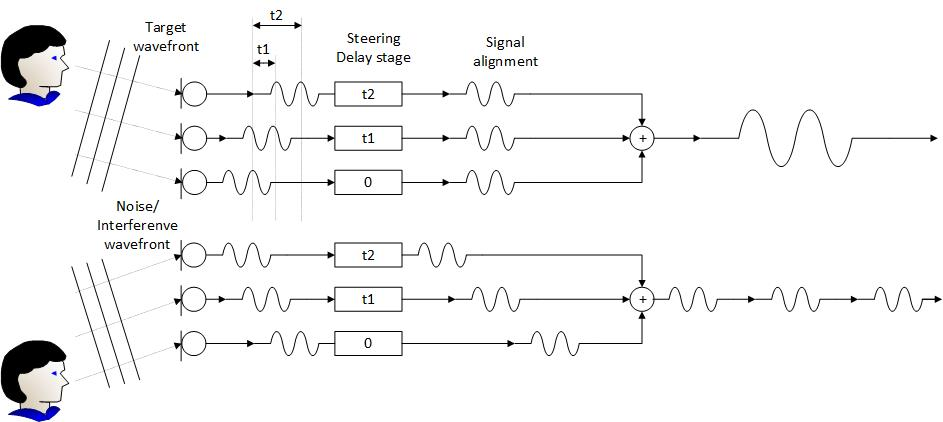 t2
Target
wavefront
t1
Steering
Delay stage
Signal
alignment
t2
t1
+
0
Noise/
Interferenve
wavefront
t2
t1
+
0